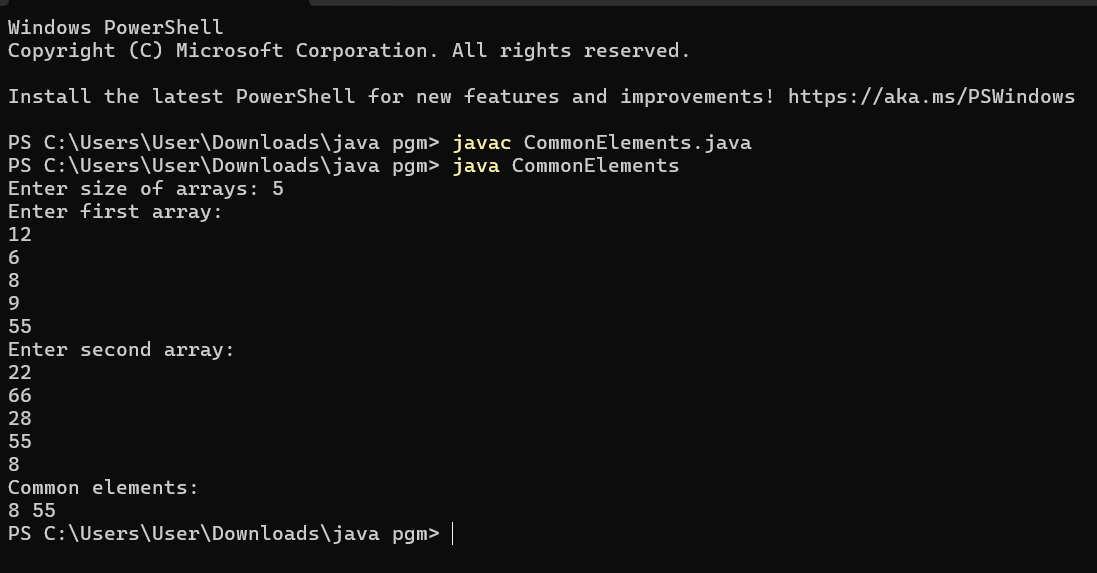 Windows PowerShell
Copyright (C) Microsoft Corporation. All rights reserved.
Install the latest PowerShell for new features and improvements! https://aka.ms/PSWindows
PS C:\Users\User\Downloads\java pgm> javac CommonElements.java
PS C:\Users\User\Downloads\java pgm> java CommonElements
Enter size of arrays: 5
Enter first array:
12
6
8
9
55
Enter second array:
22
66
28
55
8
Common elements:
8 55
PS C:\Users\User\Downloads\java pgm>